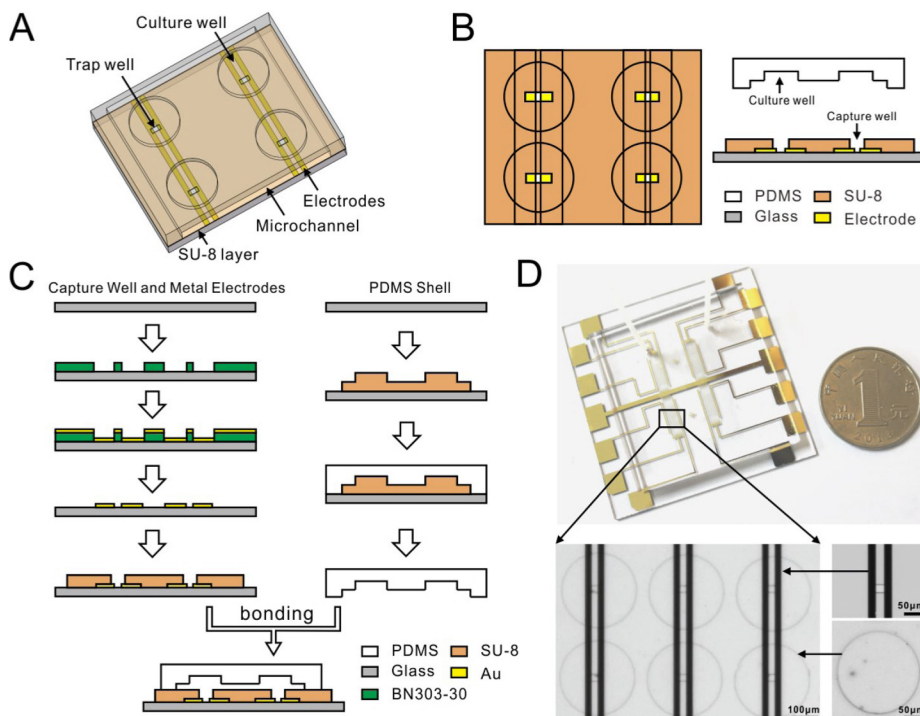 A
Culture well
Trap well
Electrodes
Microchannel
SU-8 layer
B
Culture well
Capture well
PDMS
SU-8
Glass
Electrode
C
Capture Well and Metal Electrodes
PDMS Shell
bonding
PDMS
SU-8
Glass
Au
BN303-30
D
1
元
100μm
50μm
50μm